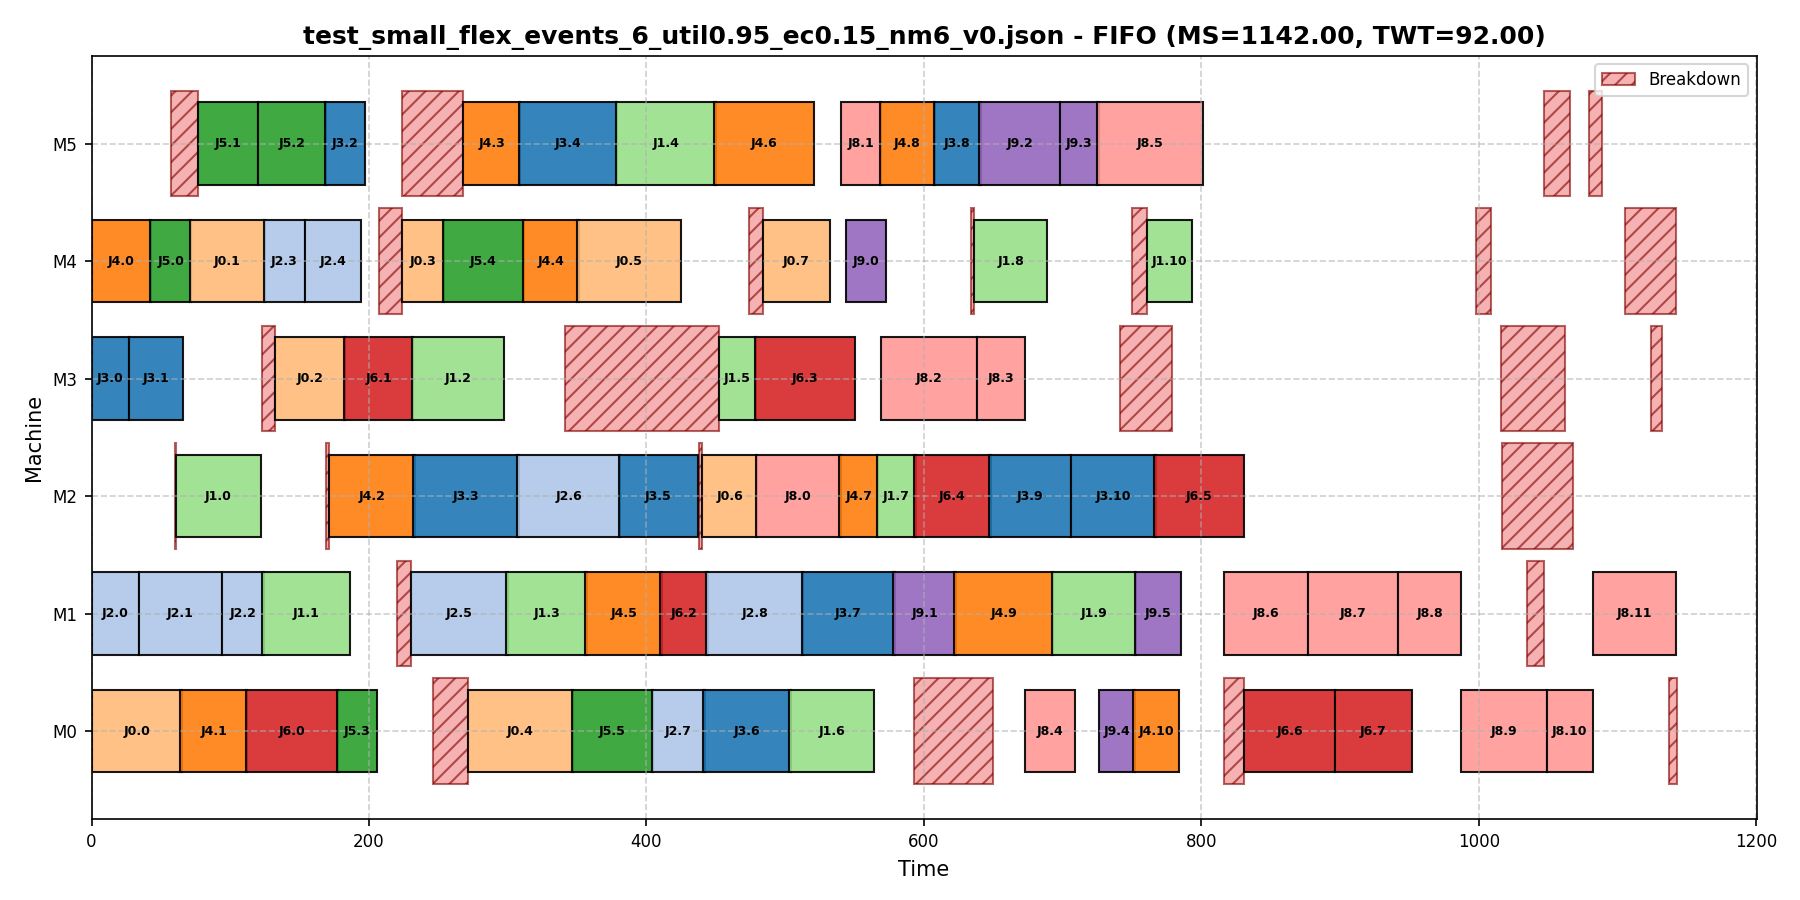 test_small_flex_events_6_util0.95_ec0.15_nm6_v0.json - FIFO (MS=1142.00, TWT=92.00)
Breakdown
M5 J5.1 J5.2 J3.2 J4.3 J3.4 J1.4 J4.6 J8.1 J4.8 J3.8 J9.2 J9.3 J8.5
M4 J4.0 J5.0 J0.1 J2.3 J2.4 J0.3 J5.4 J4.4 J0.5 J0.7 J9.0 J1.8 J1.10
M3 J3.0 J3.1 J0.2 J6.1 J1.2 J1.5 J6.3 J8.2 J8.3
M2 J1.0 J4.2 J3.3 J2.6 J3.5 J0.6 J8.0 J4.7 J1.7 J6.4 J3.9 J3.10 J6.5
M1 J2.0 J2.1 J2.2 J1.1 J2.5 J1.3 J4.5 J6.2 J2.8 J3.7 J9.1 J4.9 J1.9 J9.5 J8.6 J8.7 J8.8 J8.11
M0 J0.0 J4.1 J6.0 J5.3 J0.4 J5.5 J2.7 J3.6 J1.6 J8.4 J9.4 J4.10 J6.6 J6.7 J8.9 J8.10
Machine
0 200 400 600 800 1000 1200
Time